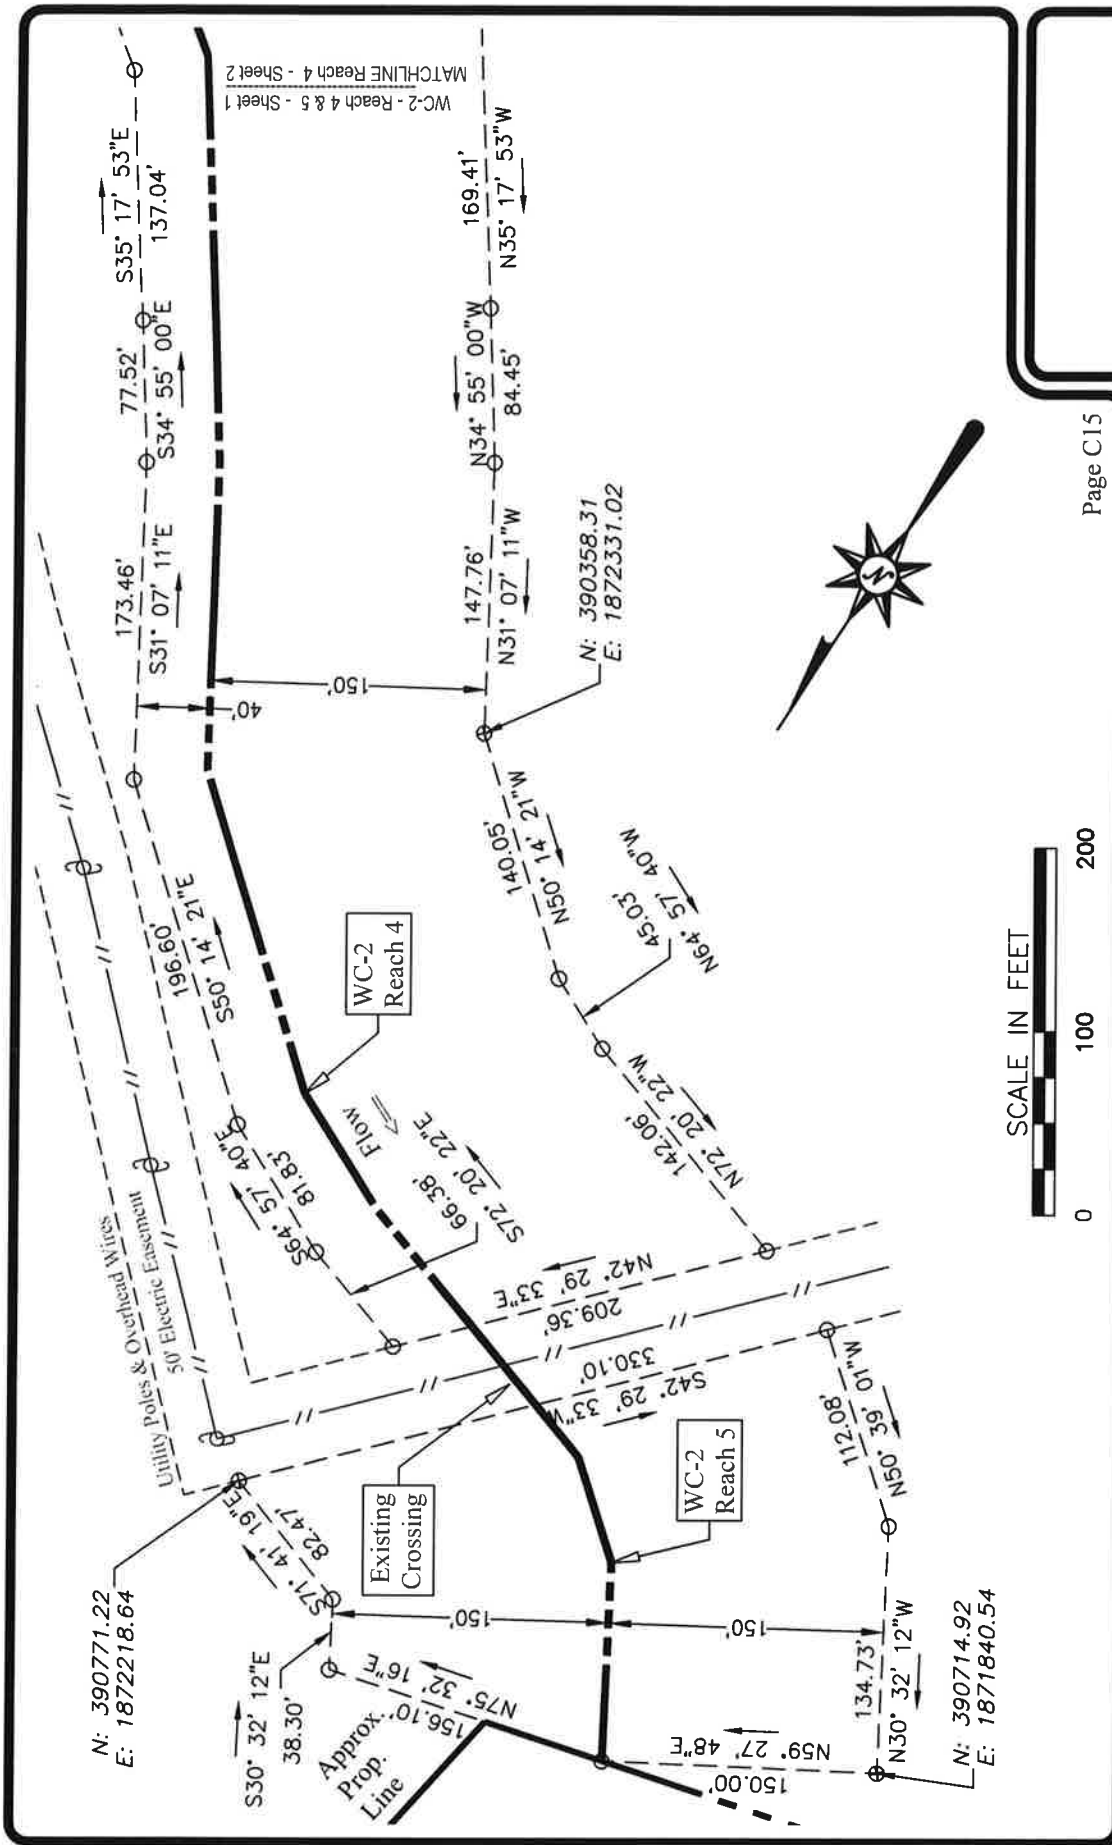 WC-2 - Reach 4 & 5 - Sheet 1
MATCHLINE Reach 4 - Sheet 2
S35° 17' 53"E
137.04'
77.52'
S34° 55' 00"E
173.46'
S31° 07' 11"E
196.60'
S50° 14' 21"E
S64° 57' 40"E
81.83'
66.38'
S72° 20' 22"E
169.41'
N35° 17' 53"W
N34° 55' 00"W
84.45'
147.76'
N31° 07' 11"W
N: 390358.31
E: 1872331.02
150'
40'
140.05'
N50° 14' 21"W
45.03'
N64° 57' 40"W
142.06'
N72° 20' 22"W
WC-2
Reach 4
Flow
Utility Poles & Overhead Wires
50' Electric Easement
N42° 29' 33"E
209.36'
330.10'
S42° 29' 33"W
Existing
Crossing
WC-2
Reach 5
112.08'
N50° 39' 01"W
134.73'
N30° 32' 12"W
N: 390714.92
E: 1871840.54
N59° 27' 48"E
150.00'
150'
150'
N75° 32' 16"E
156.10'
Approx.
Prop.
Line
S30° 32' 12"E
38.30'
S71° 41' 19"E
82.47'
N: 390771.22
E: 1872218.64
N
SCALE IN FEET
0 100 200
Page C15